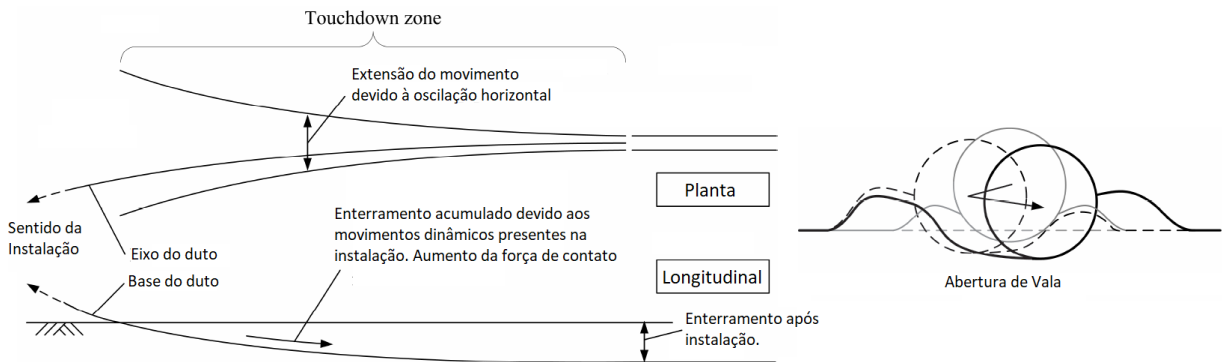 Touchdown zone
Extensão do movimento
devido à oscilação horizontal
Planta
Sentido da
Instalação
Eixo do duto
Base do duto
Enterramento acumulado devido aos
movimentos dinâmicos presentes na
instalação. Aumento da força de contato
Longitudinal
Enterramento após
instalação.
Abertura de Vala